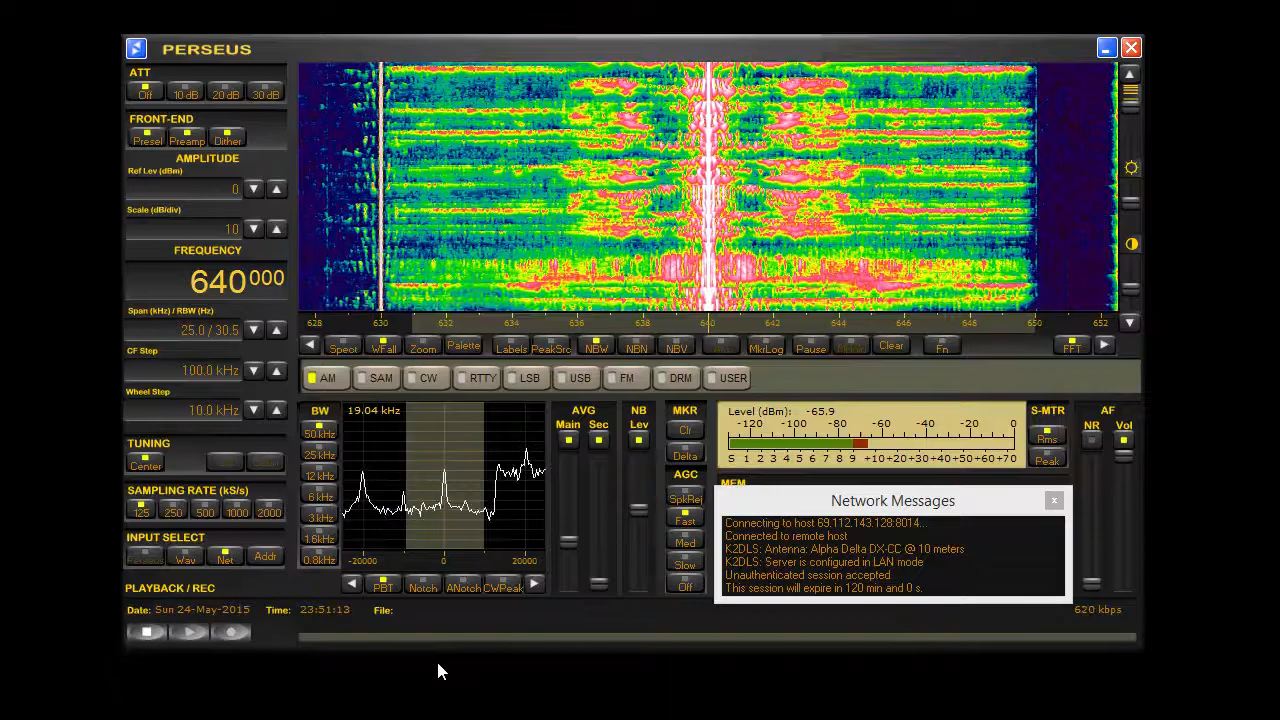 PERSEUS
ATT
Off 10 dB 20 dB 30 dB
FRONT-END
Presel Preamp Dither
AMPLITUDE
Ref Lev (dBm)
0
Scale (dB/div)
10
FREQUENCY
640 000
Span (kHz) / RBW (Hz)
25.0 / 30.5
CF Step
100.0 kHz
Wheel Step
10.0 kHz
TUNING
Center
SAMPLING RATE (kS/s)
125 250 500 1000 2000
INPUT SELECT
Perseus Wav Net Addr
PLAYBACK / REC
Date: Sun 24-May-2015 Time: 23:51:13 File:
628 630 632 634 636 638 640 642 644 646 648 650 652
Spect WFall Zoom Palette Labels PeakSrc NBW NBN NBV MkrLog Pause Clear Fn FFT
AM SAM CW RTTY LSB USB FM DRM USER
BW
50 kHz
25 kHz
12 kHz
6 kHz
3 kHz
1.6kHz
0.8kHz
19.04 kHz
-20000 0 20000
PBT Notch ANotch CWPeak
AVG
Main Sec
NB
Lev
MKR
Clr
Delta
AGC
SpkRej
Fast
Med
Slow
Off
Level (dBm): -65.9
-120 -100 -80 -60 -40 -20 0
S 1 2 3 4 5 6 7 8 9 +10 +20 +30 +40 +50 +60 +70
S-MTR
Rms
Peak
AF
NR Vol
MEM
Network Messages
x
Connecting to host 69.112.143.128:8014...
Connected to remote host
K2DLS: Antenna: Alpha Delta DX-CC @ 10 meters
K2DLS: Server is configured in LAN mode
Unauthenticated session accepted
This session will expire in 120 min and 0 s.
620 kbps